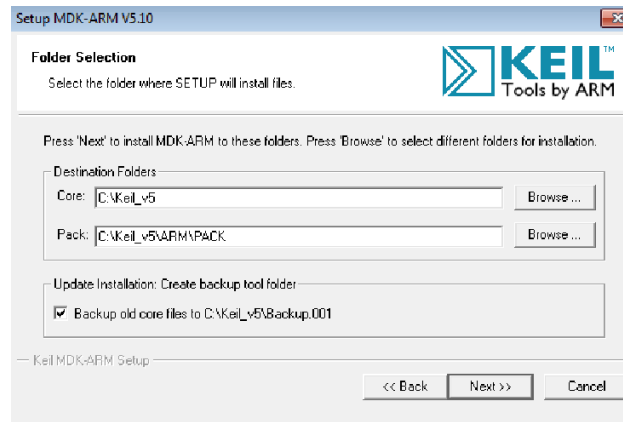 Setup MDK-ARM V5.10
Folder Selection
Select the folder where SETUP will install files.
KEIL™
Tools by ARM
Press 'Next' to install MDK-ARM to these folders. Press 'Browse' to select different folders for installation.
Destination Folders
Core: C:\Keil_v5 Browse ...
Pack: C:\Keil_v5\ARM\PACK Browse ...
Update Installation: Create backup tool folder
Backup old core files to C:\Keil_v5\Backup.001
Keil MDK-ARM Setup
<< Back Next >> Cancel